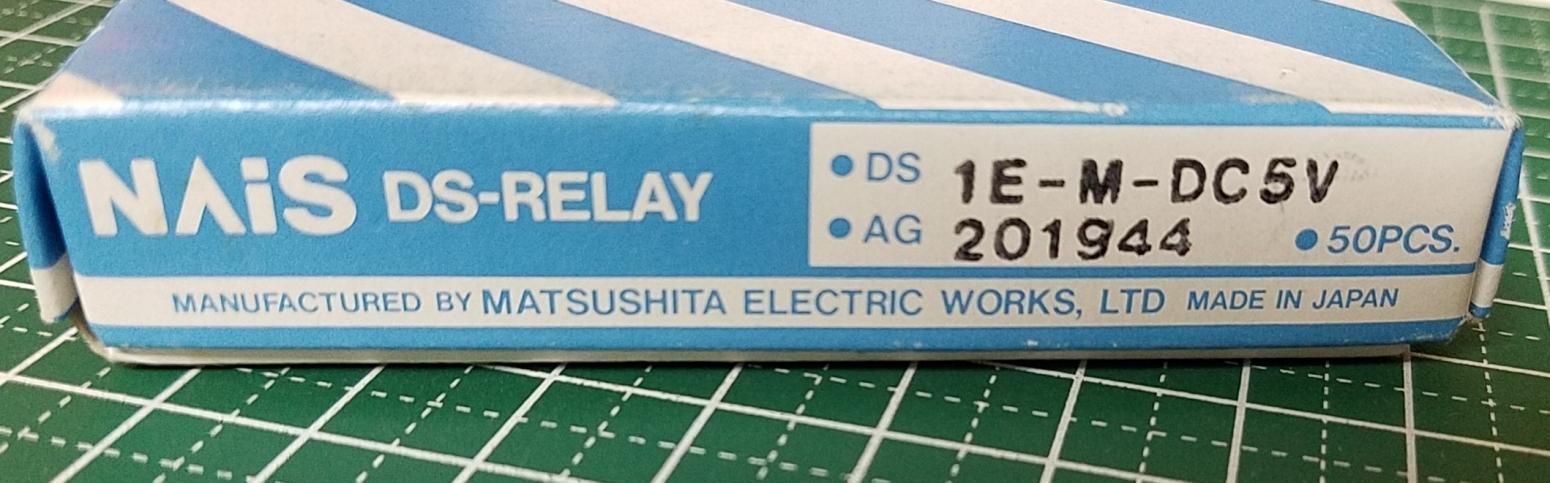 NAiS DS-RELAY
• DS 1E-M-DC5V
• AG 201944 • 50PCS.
MANUFACTURED BY MATSUSHITA ELECTRIC WORKS, LTD MADE IN JAPAN